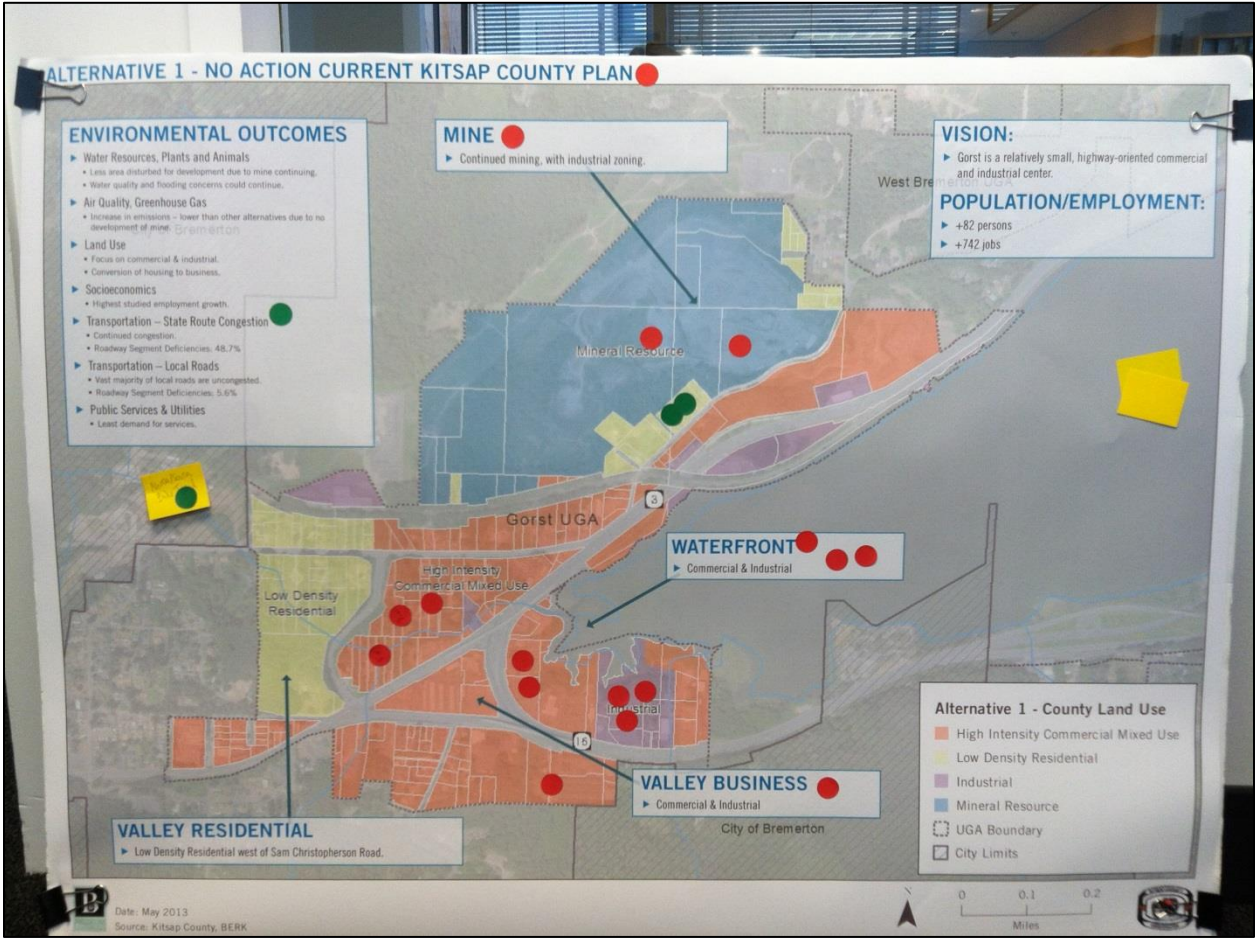 ALTERNATIVE 1 - NO ACTION CURRENT KITSAP COUNTY PLAN
ENVIRONMENTAL OUTCOMES
Water Resources, Plants and Animals
• Less area disturbed for development due to mine continuing.
• Water quality and flooding concerns could continue.
Air Quality, Greenhouse Gas
• Increase in emissions – lower than other alternatives due to no
development of mine.
Land Use
• Focus on commercial & industrial.
• Conversion of housing to business.
Socioeconomics
• Highest studied employment growth.
Transportation – State Route Congestion
• Continued congestion.
• Roadway Segment Deficiencies: 48.7%
Transportation – Local Roads
• Vast majority of local roads are uncongested.
• Roadway Segment Deficiencies: 5.6%
Public Services & Utilities
• Least demand for services.
City of Bremerton
MINE
Continued mining, with industrial zoning.
VISION:
Gorst is a relatively small, highway-oriented commercial
and industrial center.
West Bremerton UGA
POPULATION/EMPLOYMENT:
+82 persons
+742 jobs
Mineral Resource
3
Gorst UGA
WATERFRONT
Commercial & Industrial
High Intensity
Commercial Mixed Use
Low Density
Residential
Industrial
16
VALLEY BUSINESS
Commercial & Industrial
City of Bremerton
VALLEY RESIDENTIAL
Low Density Residential west of Sam Christopherson Road.
Alternative 1 - County Land Use
High Intensity Commercial Mixed Use
Low Density Residential
Industrial
Mineral Resource
UGA Boundary
City Limits
B
Date: May 2013
Source: Kitsap County, BERK
N
0 0.1 0.2
Miles